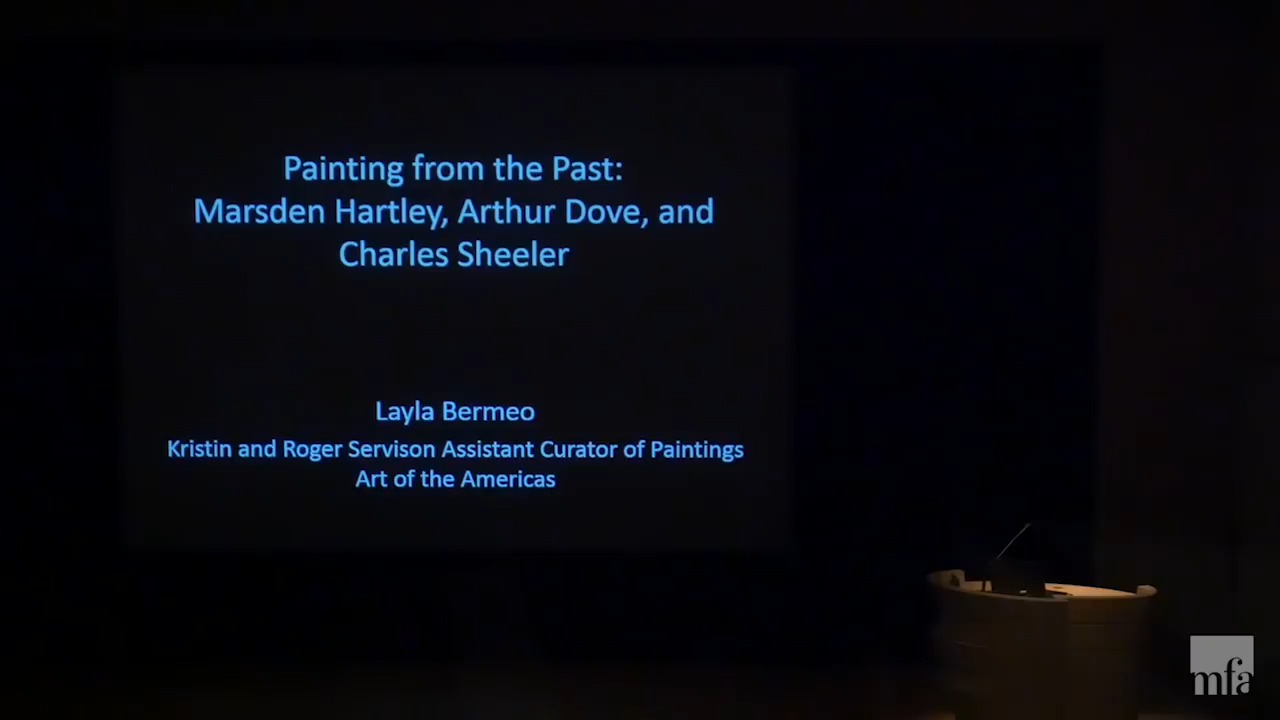 Painting from the Past:
Marsden Hartley, Arthur Dove, and
Charles Sheeler
Layla Bermeo
Kristin and Roger Servison Assistant Curator of Paintings
Art of the Americas
mfa